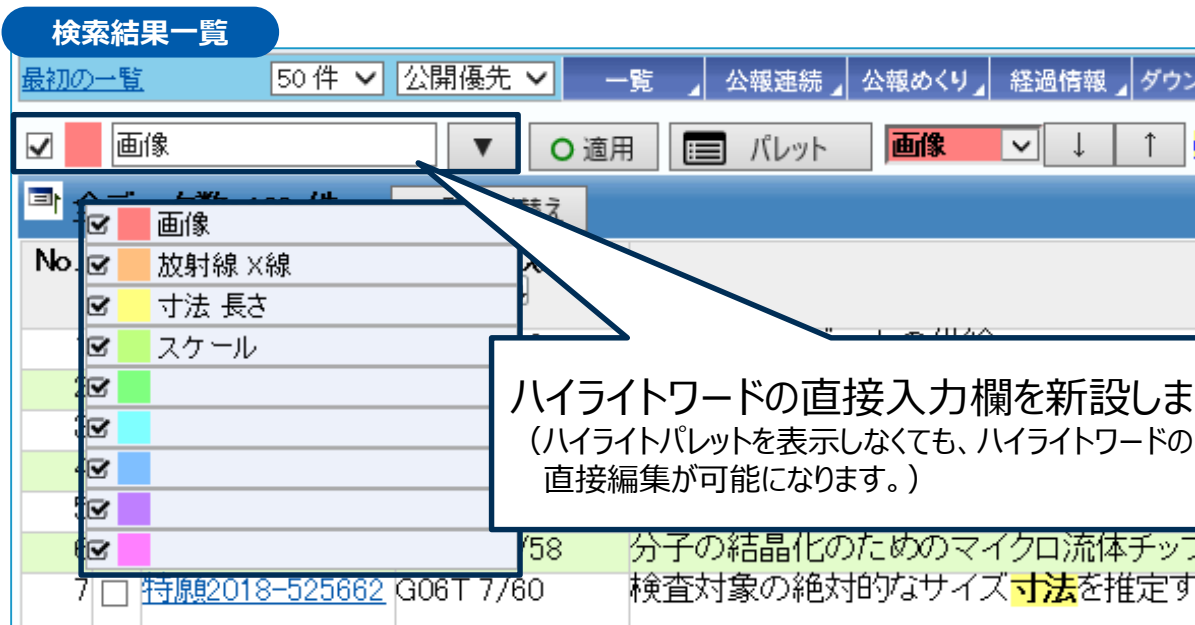 検索結果一覧
最初の一覧 50 件 公開優先 一覧 公報連続 公報めくり 経過情報 ダウン
画像 ▼ 適用 パレット 画像 ↓ ↑
画像
No. 放射線 X線
寸法 長さ
スケール
ハイライトワードの直接入力欄を新設しま
（ハイライトパレットを表示しなくても、ハイライトワードの
直接編集が可能になります。）
6 /58 分子の結晶化のためのマイクロ流体チップ
7 特願2018-525662 G06T 7/60 検査対象の絶対的なサイズ寸法を推定す